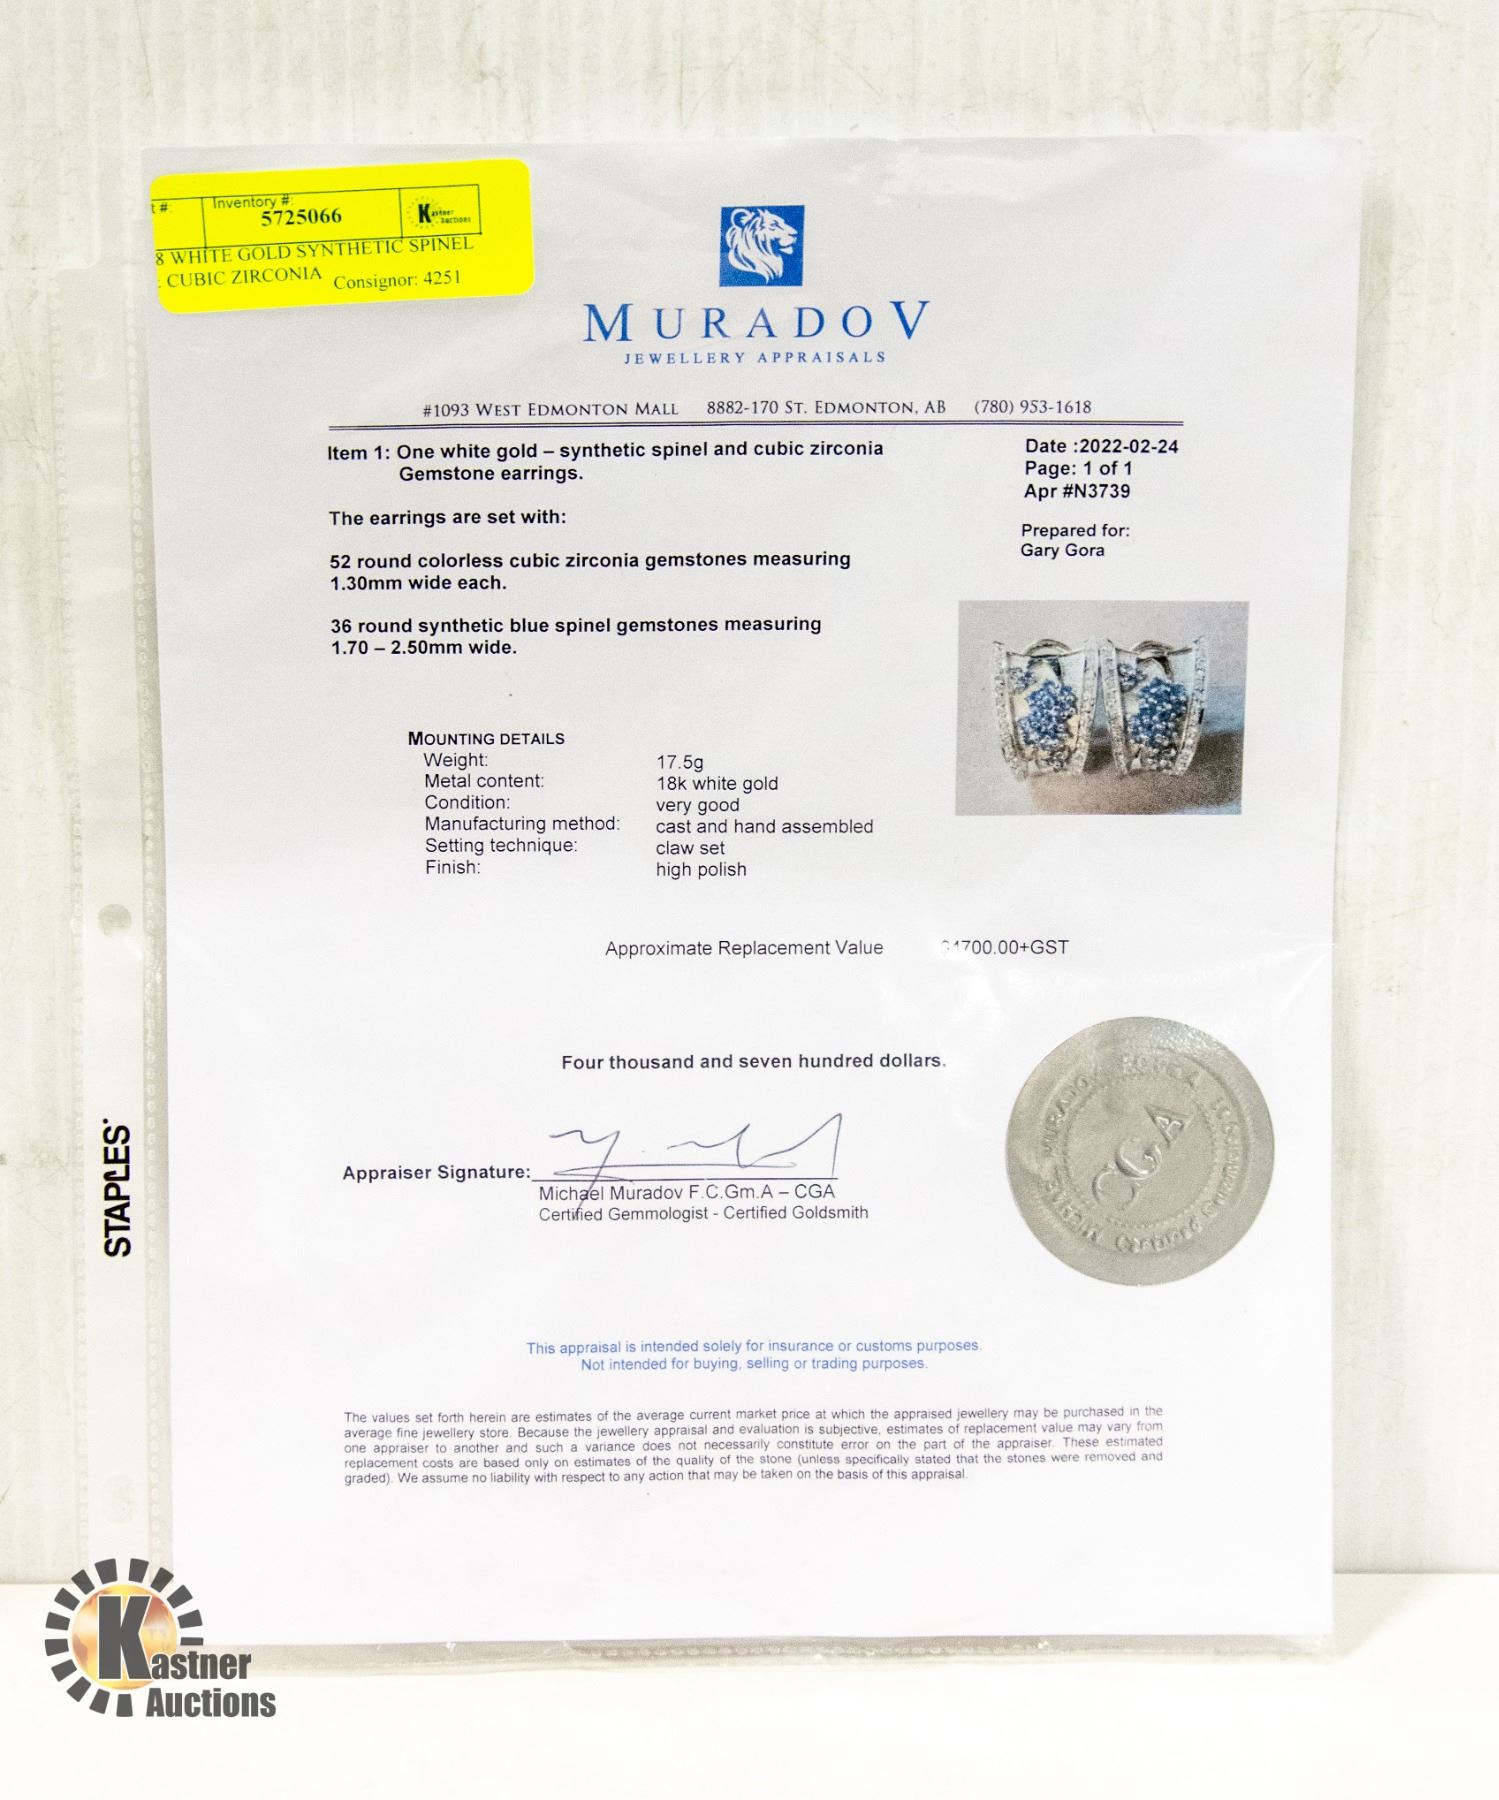 t #:
Inventory #:
5725066
Kastner Auctions
8 WHITE GOLD SYNTHETIC SPINEL
CUBIC ZIRCONIA
Consignor: 4251
MURADOV
JEWELLERY APPRAISALS
#1093 WEST EDMONTON MALL 8882-170 ST. EDMONTON, AB (780) 953-1618
Item 1: One white gold – synthetic spinel and cubic zirconia
Gemstone earrings.
Date :2022-02-24
Page: 1 of 1
Apr #N3739
Prepared for:
Gary Gora
The earrings are set with:
52 round colorless cubic zirconia gemstones measuring
1.30mm wide each.
36 round synthetic blue spinel gemstones measuring
1.70 – 2.50mm wide.
MOUNTING DETAILS
Weight: 17.5g
Metal content: 18k white gold
Condition: very good
Manufacturing method: cast and hand assembled
Setting technique: claw set
Finish: high polish
Approximate Replacement Value $4700.00+GST
Four thousand and seven hundred dollars.
Appraiser Signature:
Michael Muradov F.C.Gm.A – CGA
Certified Gemmologist - Certified Goldsmith
CGA
This appraisal is intended solely for insurance or customs purposes.
Not intended for buying, selling or trading purposes.
The values set forth herein are estimates of the average current market price at which the appraised jewellery may be purchased in the
average fine jewellery store. Because the jewellery appraisal and evaluation is subjective, estimates of replacement value may vary from
one appraiser to another and such a variance does not necessarily constitute error on the part of the appraiser. These estimated
replacement costs are based only on estimates of the quality of the stone (unless specifically stated that the stones were removed and
graded). We assume no liability with respect to any action that may be taken on the basis of this appraisal.
STAPLES
Kastner
Auctions